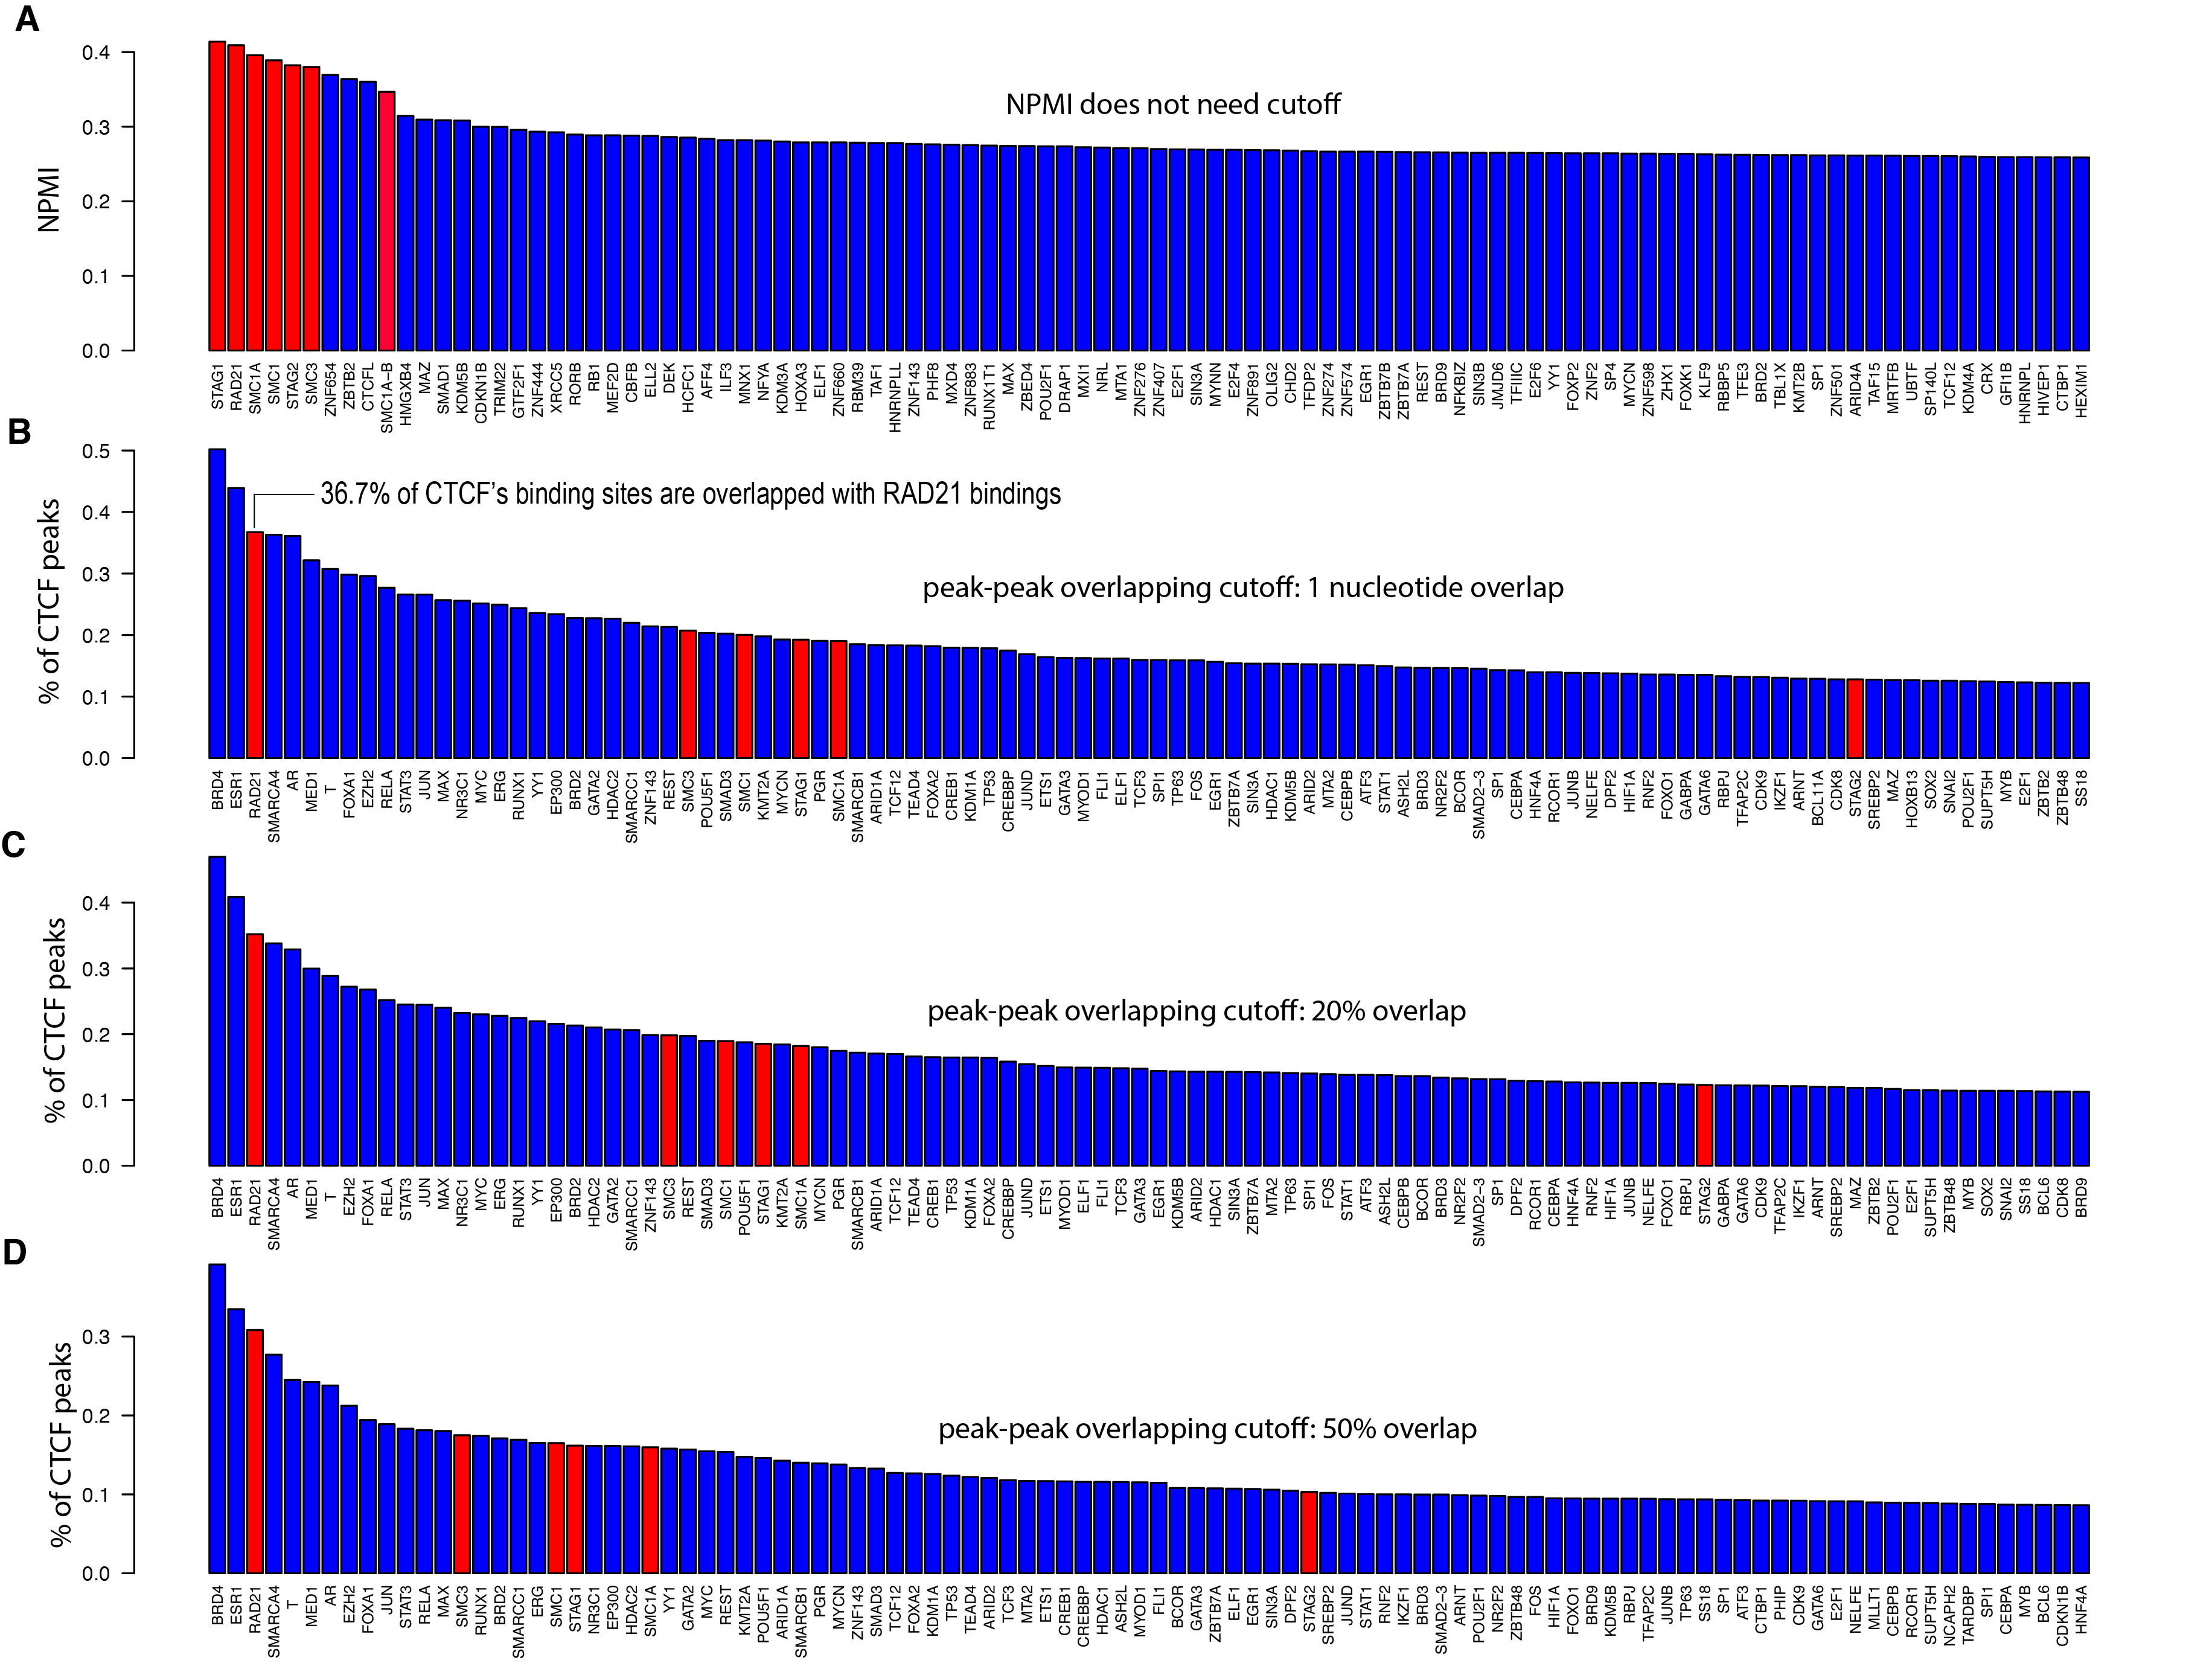 A
0.4
0.3
0.2
0.1
0.0
NPMI
NPMI does not need cutoff
STAG1 RAD21 SMC1A SMC1 STAG2 SMC3 ZNF654 ZBTB2 CTCFL SMC1A−B HMGXB4 MAZ SMAD1 KDM5B CDKN1B TRIM22 GTF2F1 ZNF444 XRCC5 RORB RB1 MEF2D CBFB ELL2 DEK HCFC1 AFF4 ILF3 MNX1 NFYA KDM3A HOXA3 ELF1 ZNF660 RBM39 TAF1 HNRNPLL ZNF143 PHF8 MXD4 ZNF883 RUNX1T1 MAX ZBED4 POU2F1 DRAP1 MXI1 NRL MTA1 ZNF276 ZNF407 E2F1 SIN3A MYNN E2F4 ZNF891 OLIG2 CHD2 TFDP2 ZNF274 ZNF574 EGR1 ZBTB7B ZBTB7A REST BRD9 NFKBIZ SIN3B JMJD6 TFIIIC E2F6 YY1 FOXP2 ZNF2 SP4 MYCN ZNF598 ZHX1 FOXK1 KLF9 RBBP5 TFE3 BRD2 TBL1X KMT2B SP1 ZNF501 ARID4A TAF15 MRTFB UBTF SP140L TCF12 KDM4A CRX GFI1B HNRNPL HIVEP1 CTBP1 HEXIM1
B
0.5
0.4
0.3
0.2
0.1
0.0
% of CTCF peaks
36.7% of CTCF’s binding sites are overlapped with RAD21 bindings
peak-peak overlapping cutoff: 1 nucleotide overlap
BRD4 ESR1 RAD21 SMARCA4 AR MED1 T FOXA1 EZH2 RELA STAT3 JUN MAX NR3C1 MYC ERG RUNX1 YY1 EP300 BRD2 GATA2 HDAC2 SMARCC1 ZNF143 REST SMC3 POU5F1 SMAD3 SMC1 KMT2A MYCN STAG1 PGR SMC1A SMARCB1 ARID1A TCF12 TEAD4 FOXA2 CREB1 KDM1A TP53 CREBBP JUND ETS1 GATA3 MYOD1 FLI1 ELF1 TCF3 SPI1 TP63 FOS EGR1 ZBTB7A SIN3A HDAC1 KDM5B ARID2 MTA2 CEBPB ATF3 STAT1 ASH2L BRD3 NR2F2 BCOR SMAD2−3 SP1 CEBPA HNF4A RCOR1 JUNB NELFE DPF2 HIF1A RNF2 FOXO1 GABPA GATA6 RBPJ TFAP2C CDK9 IKZF1 ARNT BCL11A CDK8 STAG2 SREBP2 MAZ HOXB13 SOX2 SNAI2 POU2F1 SUPT5H MYB E2F1 ZBTB2 ZBTB48 SS18
C
0.4
0.3
0.2
0.1
0.0
% of CTCF peaks
peak-peak overlapping cutoff: 20% overlap
BRD4 ESR1 RAD21 SMARCA4 AR MED1 T EZH2 FOXA1 RELA STAT3 JUN MAX NR3C1 MYC ERG RUNX1 YY1 EP300 BRD2 HDAC2 GATA2 SMARCC1 ZNF143 SMC3 REST SMAD3 SMC1 POU5F1 STAG1 KMT2A SMC1A MYCN PGR SMARCB1 ARID1A TCF12 TEAD4 CREB1 TP53 KDM1A FOXA2 CREBBP JUND ETS1 MYOD1 ELF1 FLI1 TCF3 GATA3 EGR1 KDM5B ARID2 HDAC1 SIN3A ZBTB7A MTA2 TP63 SPI1 FOS STAT1 ATF3 ASH2L CEBPB BCOR BRD3 NR2F2 SMAD2−3 SP1 DPF2 RCOR1 CEBPA HNF4A RNF2 HIF1A JUNB NELFE FOXO1 RBPJ STAG2 GABPA GATA6 CDK9 TFAP2C IKZF1 ARNT SREBP2 MAZ ZBTB2 POU2F1 E2F1 SUPT5H ZBTB48 MYB SOX2 SNAI2 SS18 BCL6 CDK8 BRD9
D
0.3
0.2
0.1
0.0
% of CTCF peaks
peak-peak overlapping cutoff: 50% overlap
BRD4 ESR1 RAD21 SMARCA4 T MED1 AR EZH2 FOXA1 JUN STAT3 RELA MAX SMC3 RUNX1 BRD2 SMARCC1 ERG SMC1 STAG1 NR3C1 EP300 HDAC2 SMC1A YY1 GATA2 MYC REST KMT2A POU5F1 ARID1A SMARCB1 PGR MYCN ZNF143 SMAD3 TCF12 FOXA2 KDM1A TP53 TEAD4 ARID2 TCF3 MTA2 ETS1 CREB1 CREBBP HDAC1 ASH2L MYOD1 FLI1 BCOR GATA3 ZBTB7A ELF1 EGR1 SIN3A DPF2 STAG2 SREBP2 JUND STAT1 RNF2 IKZF1 BRD3 SMAD2−3 ARNT POU2F1 NR2F2 ZBTB48 FOS HIF1A FOXO1 BRD9 KDM5B RBPJ TFAP2C JUNB TP63 SS18 SP1 ATF3 CTBP1 PHIP CDK9 GATA6 E2F1 NELFE MLLT1 CEBPB RCOR1 SUPT5H NCAPH2 TARDBP SPI1 CEBPA MYB BCL6 CDKN1B HNF4A